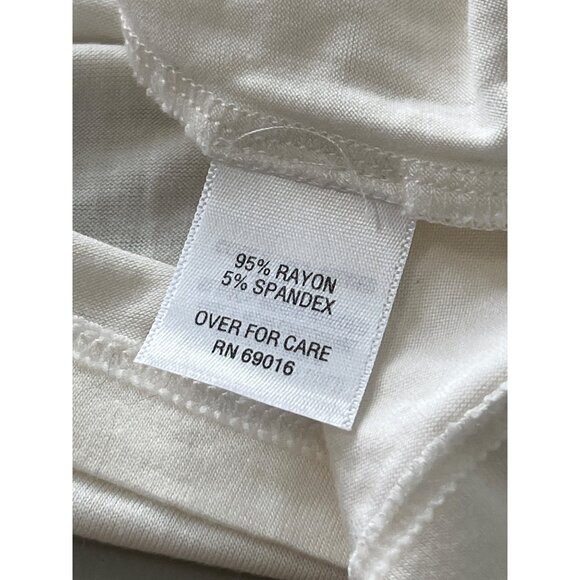 95% RAYON
5% SPANDEX
OVER FOR CARE
RN 69016